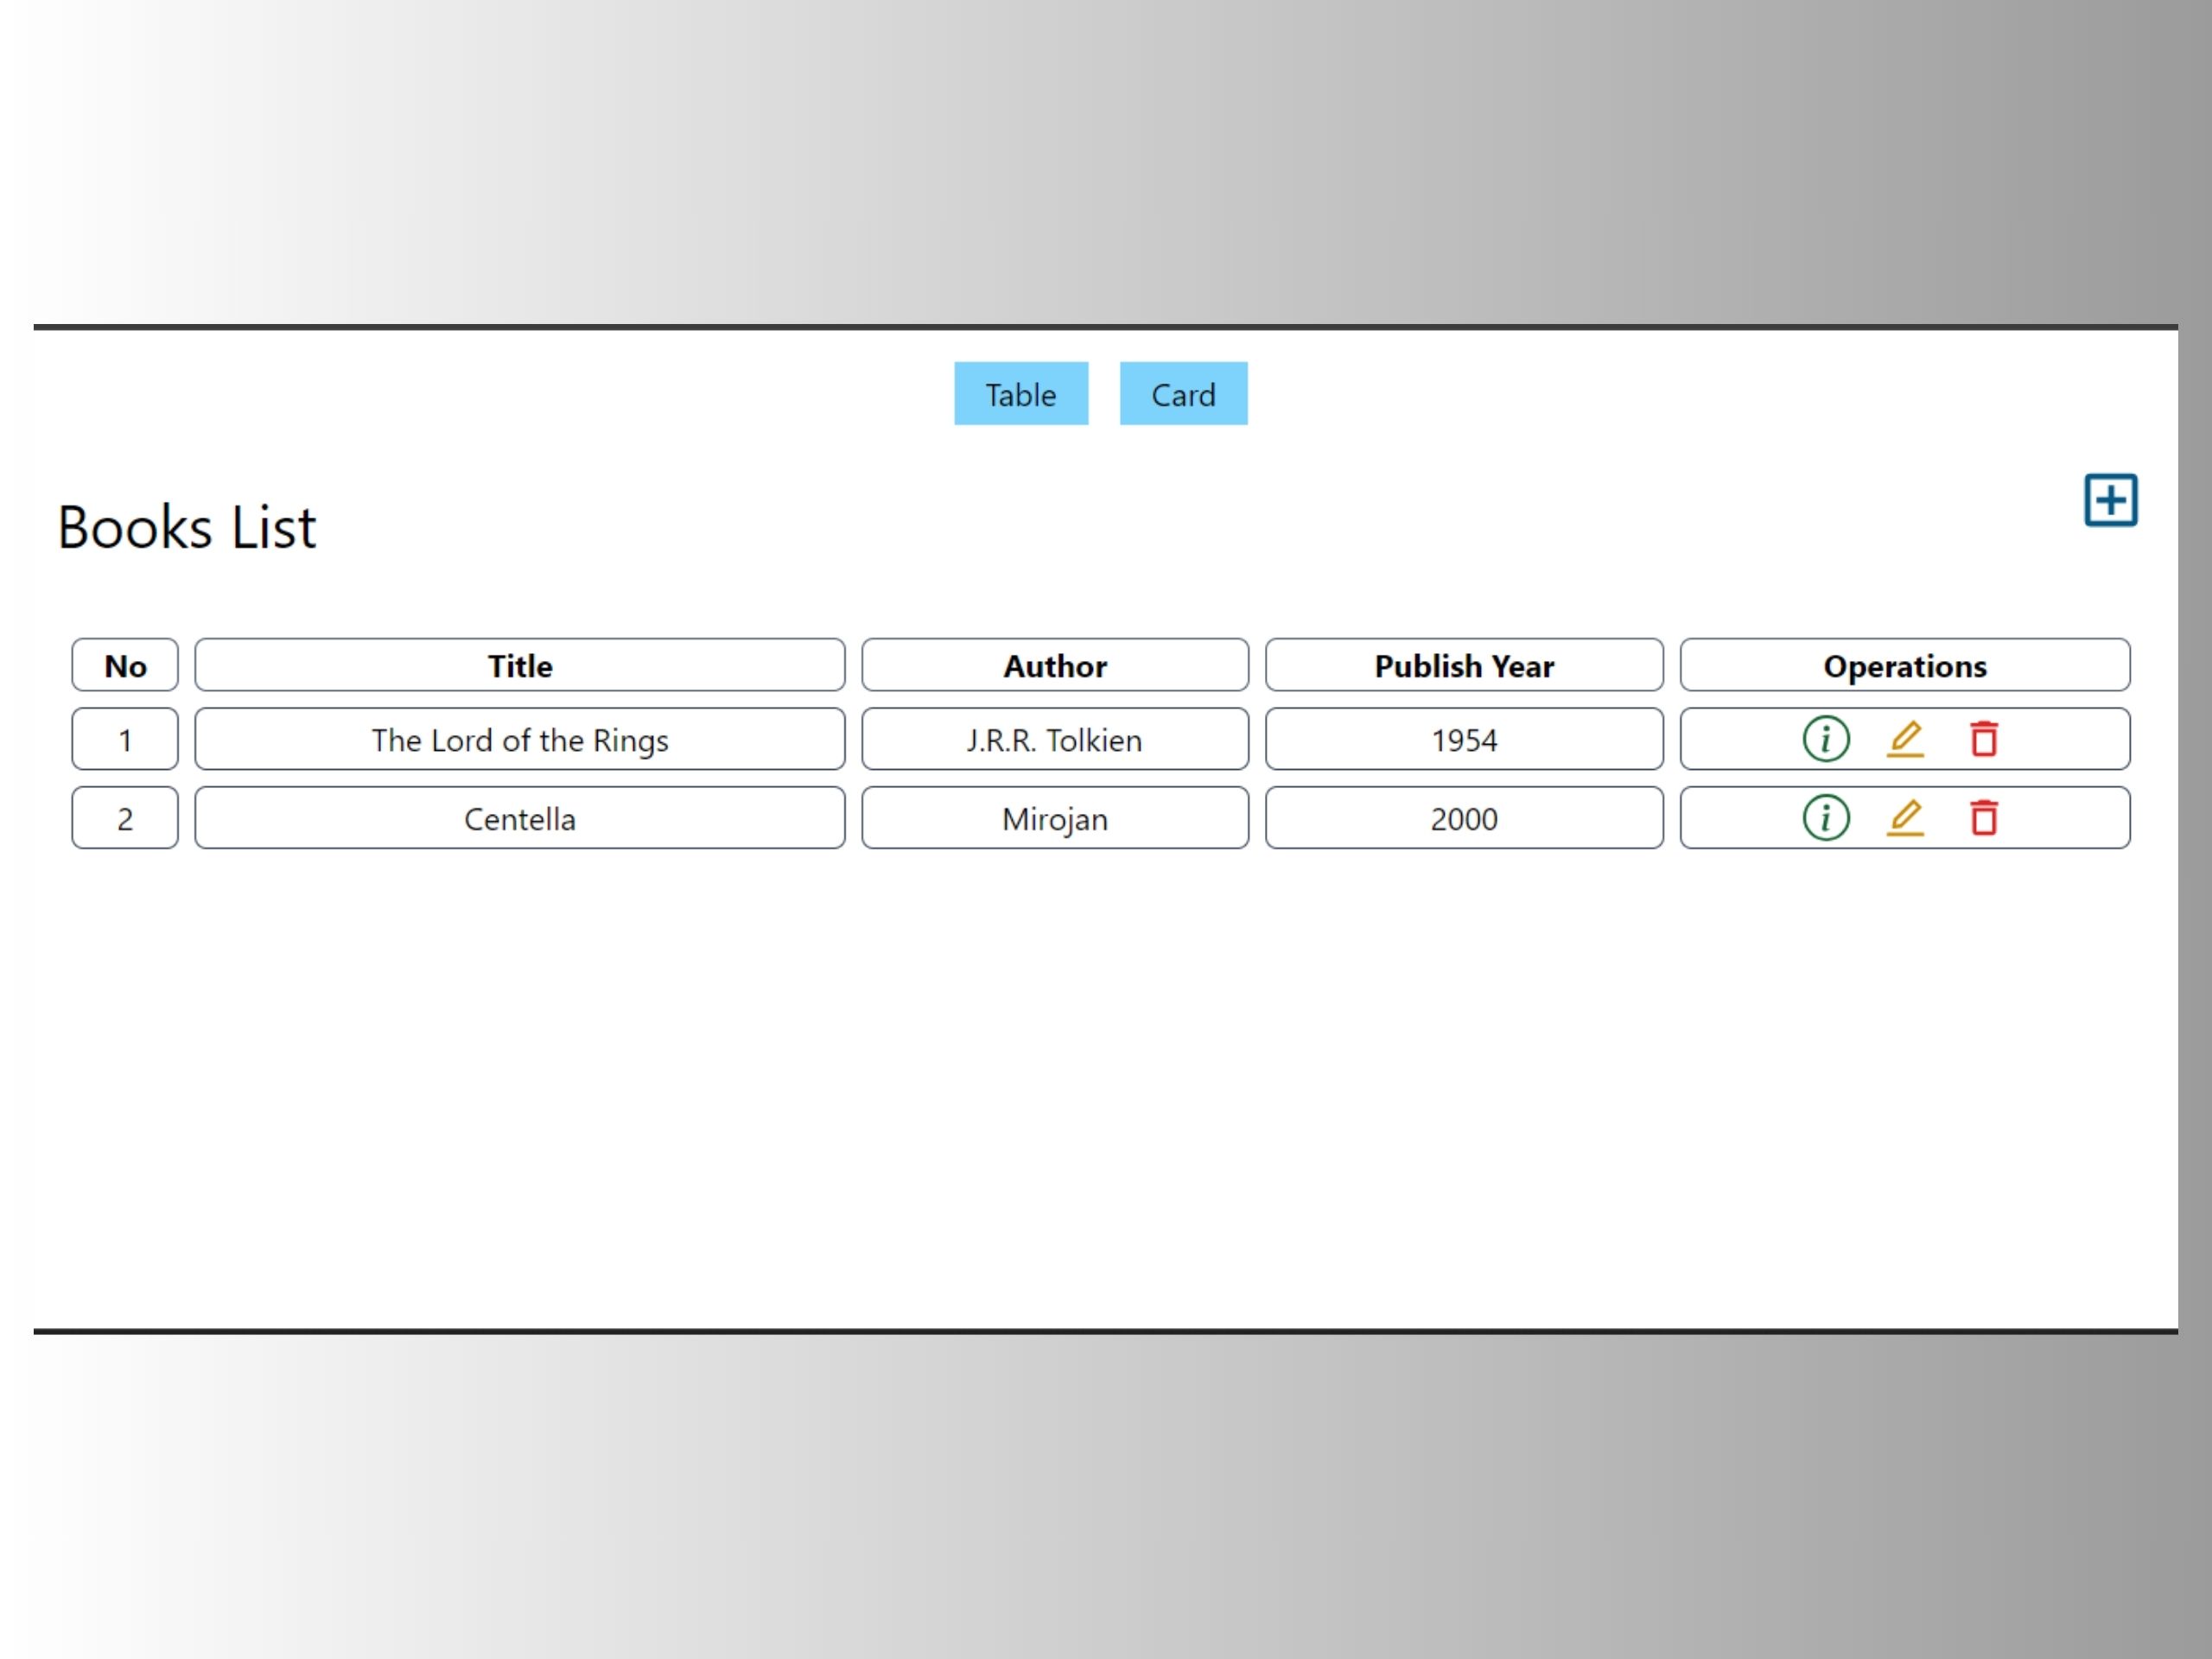 Table Card
Books List
No Title Author Publish Year Operations
1 The Lord of the Rings J.R.R. Tolkien 1954
2 Centella Mirojan 2000